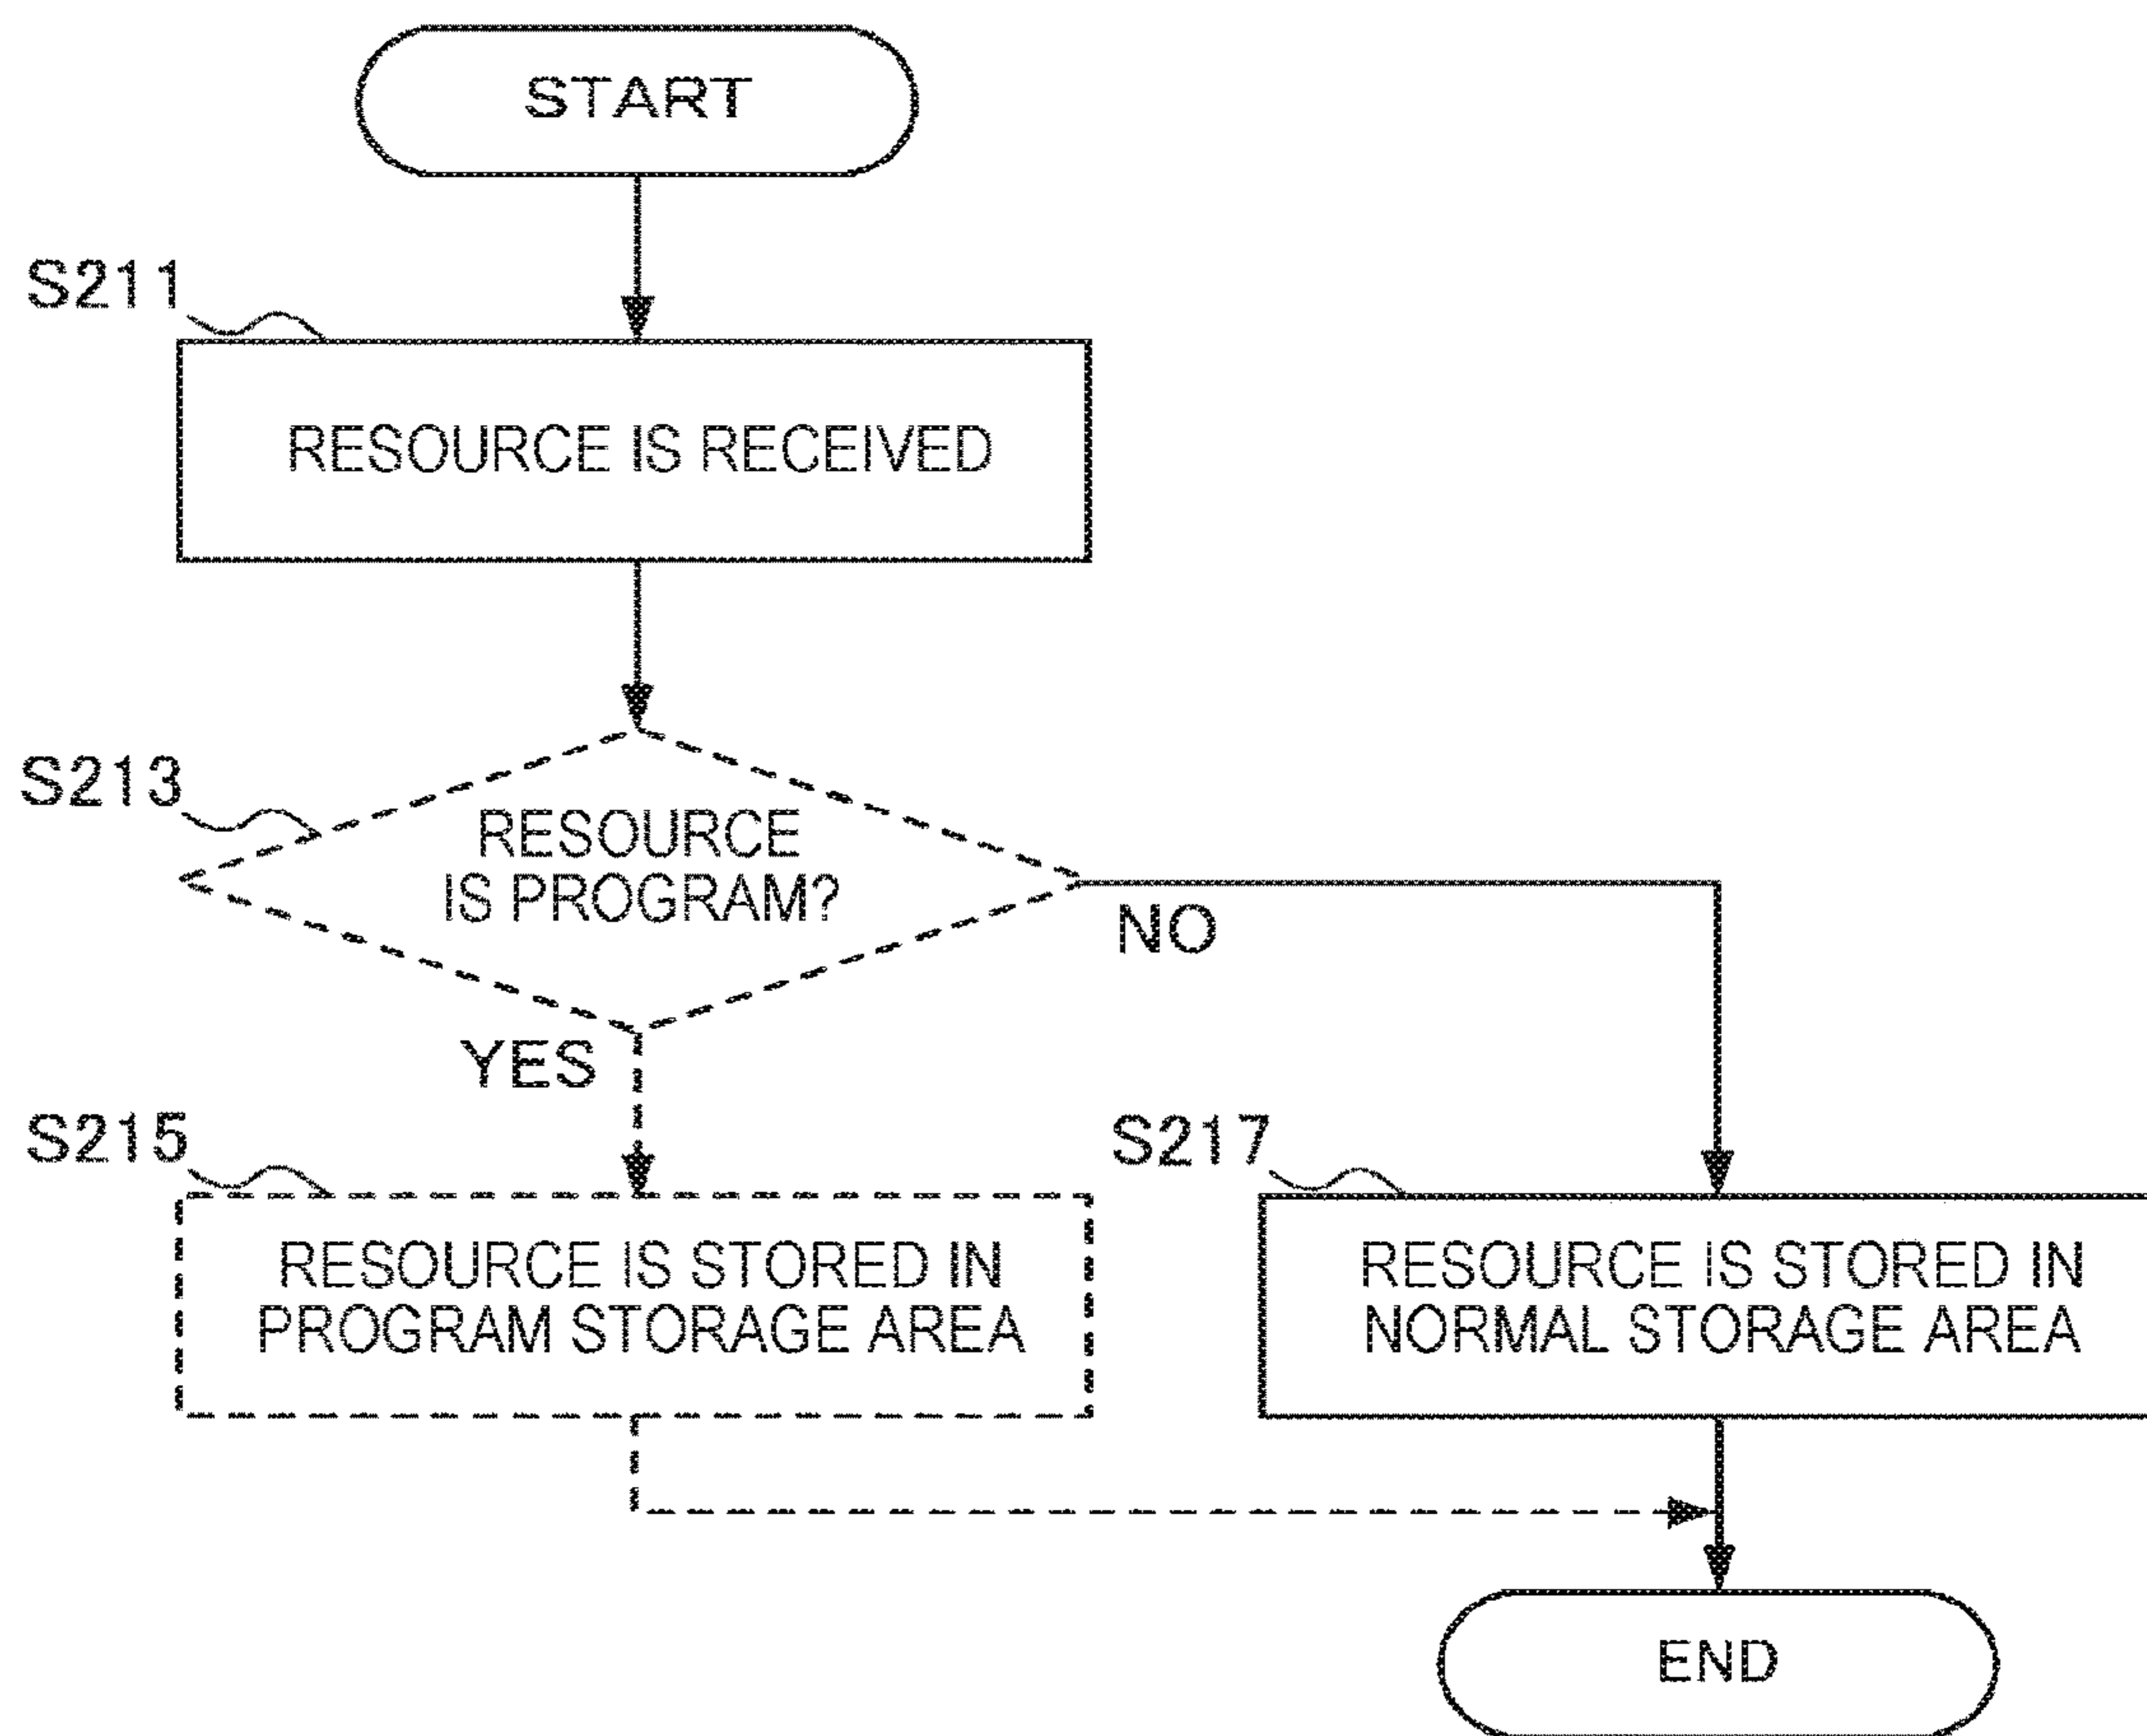 START
S211
RESOURCE IS RECEIVED
S213
RESOURCE
IS PROGRAM?
NO
YES
S215
RESOURCE IS STORED IN
PROGRAM STORAGE AREA
S217
RESOURCE IS STORED IN
NORMAL STORAGE AREA
END